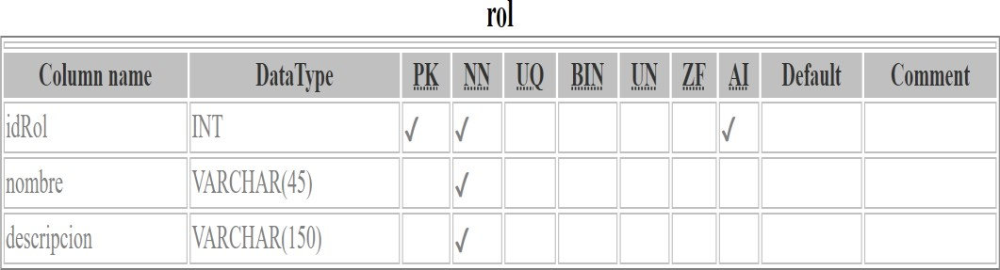 rol
Column name DataType PK NN UQ BIN UN ZF AI Default Comment
idRol INT ✓ ✓ ✓
nombre VARCHAR(45) ✓
descripcion VARCHAR(150) ✓